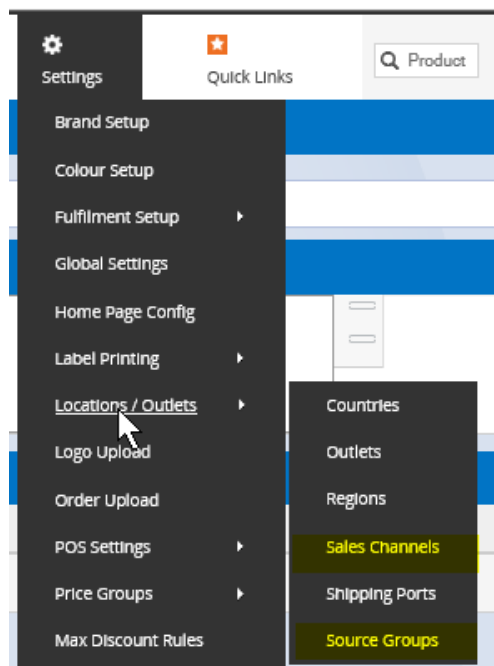 Settings
Quick Links
Product
Brand Setup
Colour Setup
Fulfilment Setup
Global Settings
Home Page Config
Label Printing
Locations / Outlets
Countries
Logo Upload
Outlets
Order Upload
Regions
POS Settings
Sales Channels
Price Groups
Shipping Ports
Max Discount Rules
Source Groups